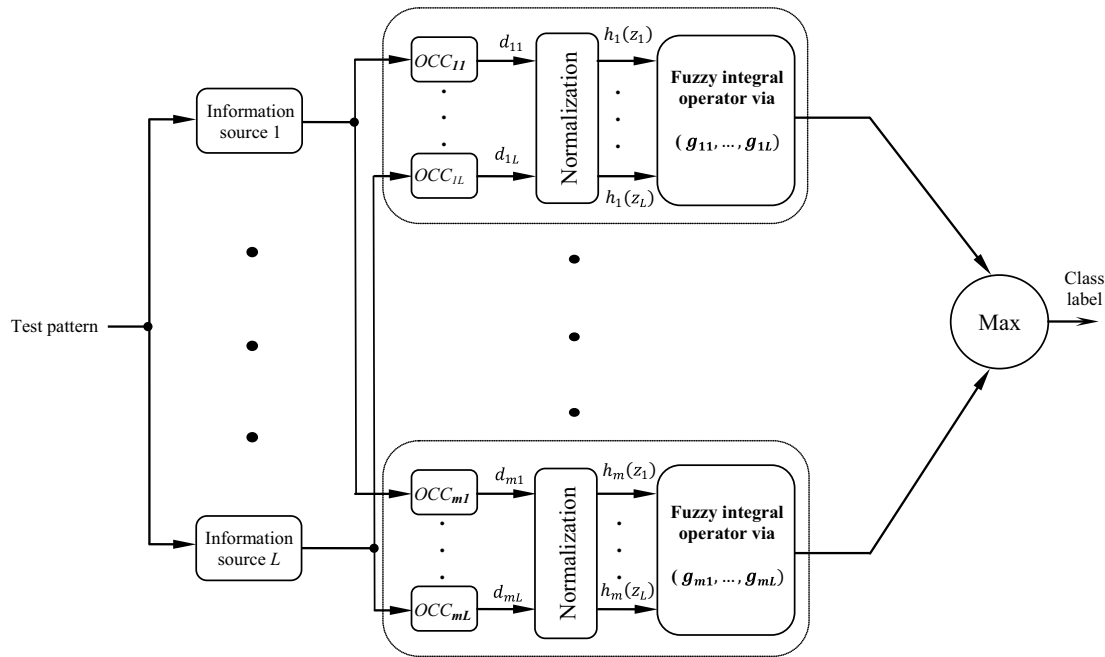 Test pattern
Information
source 1
Information
source L
OCC₁₁
OCC₁L
d₁₁
d₁L
Normalization
h₁(z₁)
h₁(z_L)
Fuzzy integral
operator via
( g₁₁, ..., g₁L)
OCCₘ₁
OCCₘL
dₘ₁
dₘL
Normalization
hₘ(z₁)
hₘ(z_L)
Fuzzy integral
operator via
( gₘ₁, ..., gₘL)
Max
Class
label